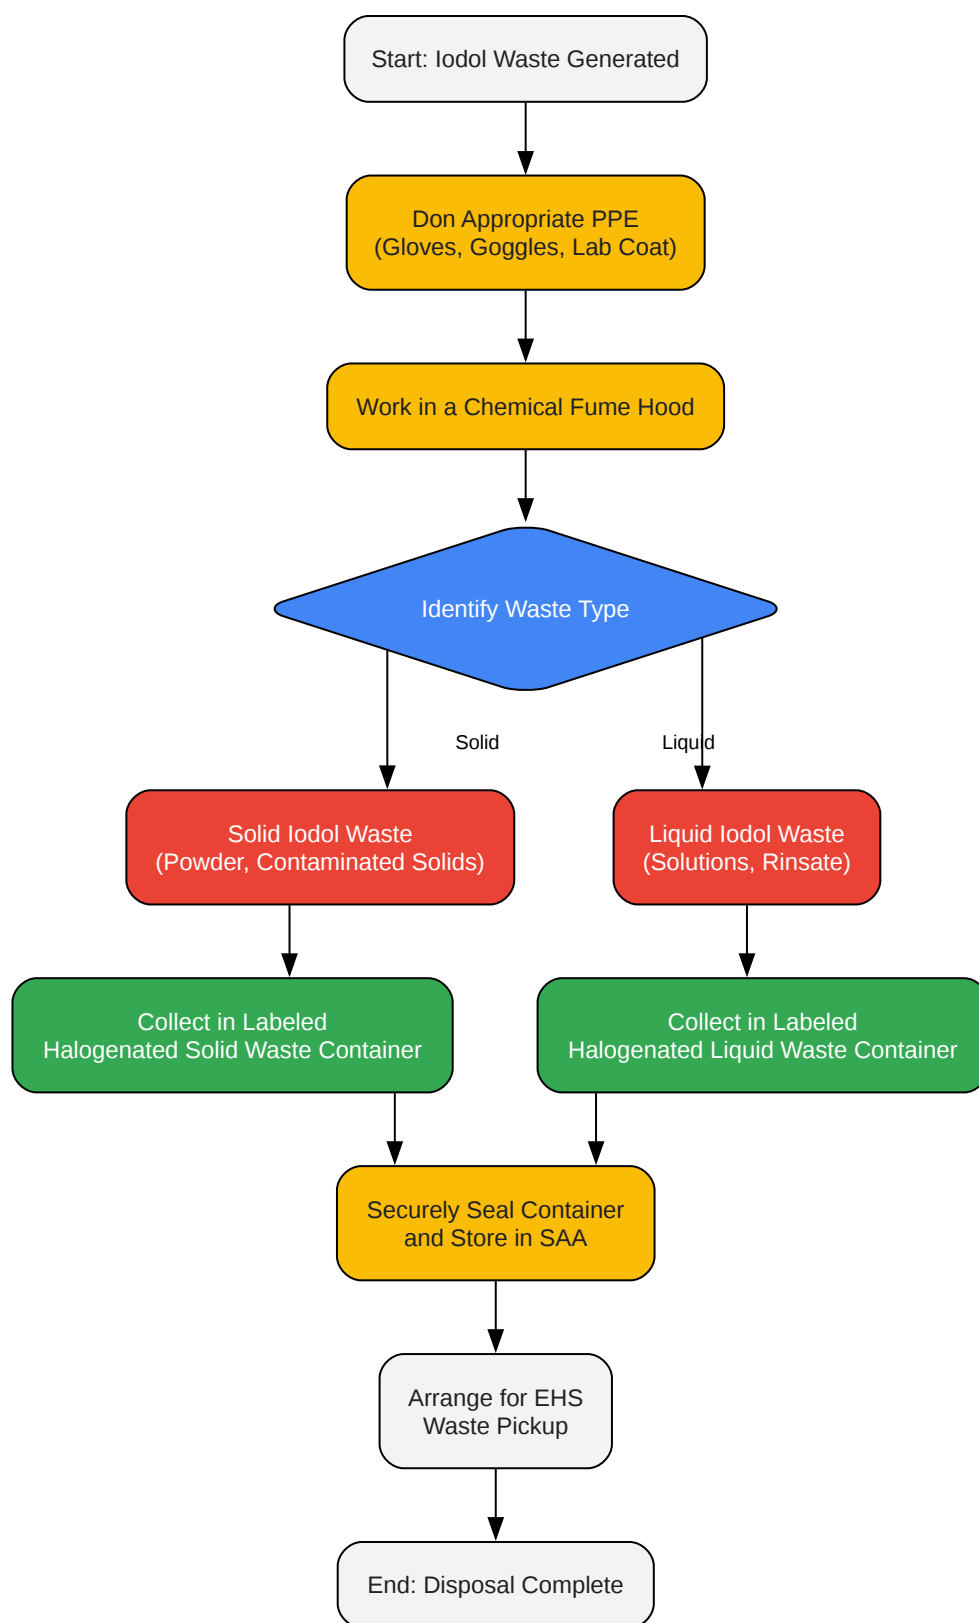 Start: Iodol Waste Generated
Don Appropriate PPE
(Gloves, Goggles, Lab Coat)
Work in a Chemical Fume Hood
Identify Waste Type
Solid
Liquid
Solid Iodol Waste
(Powder, Contaminated Solids)
Liquid Iodol Waste
(Solutions, Rinsate)
Collect in Labeled
Halogenated Solid Waste Container
Collect in Labeled
Halogenated Liquid Waste Container
Securely Seal Container
and Store in SAA
Arrange for EHS
Waste Pickup
End: Disposal Complete